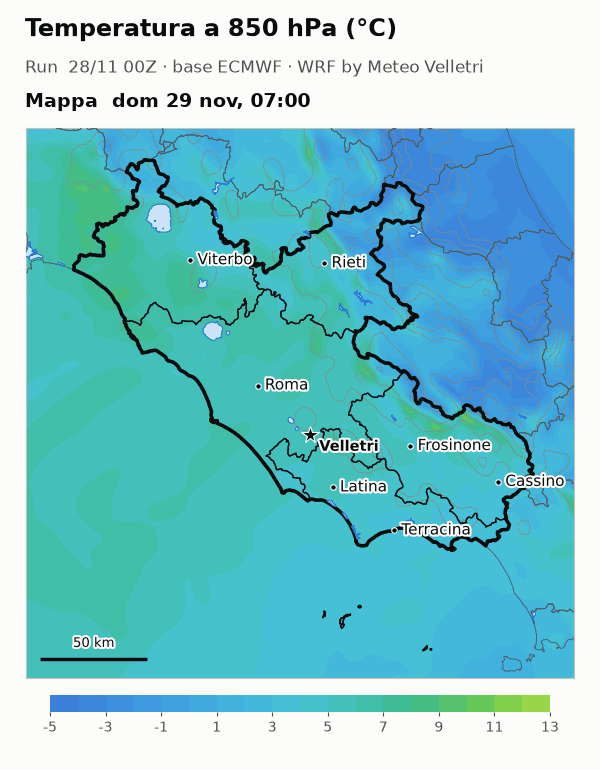 Temperatura a 850 hPa (°C)
Run 28/11 00Z · base ECMWF · WRF by Meteo Velletri
Mappa dom 29 nov, 07:00
Viterbo
Rieti
Roma
Velletri
Frosinone
Cassino
Latina
Terracina
50 km
-5 -3 -1 1 3 5 7 9 11 13